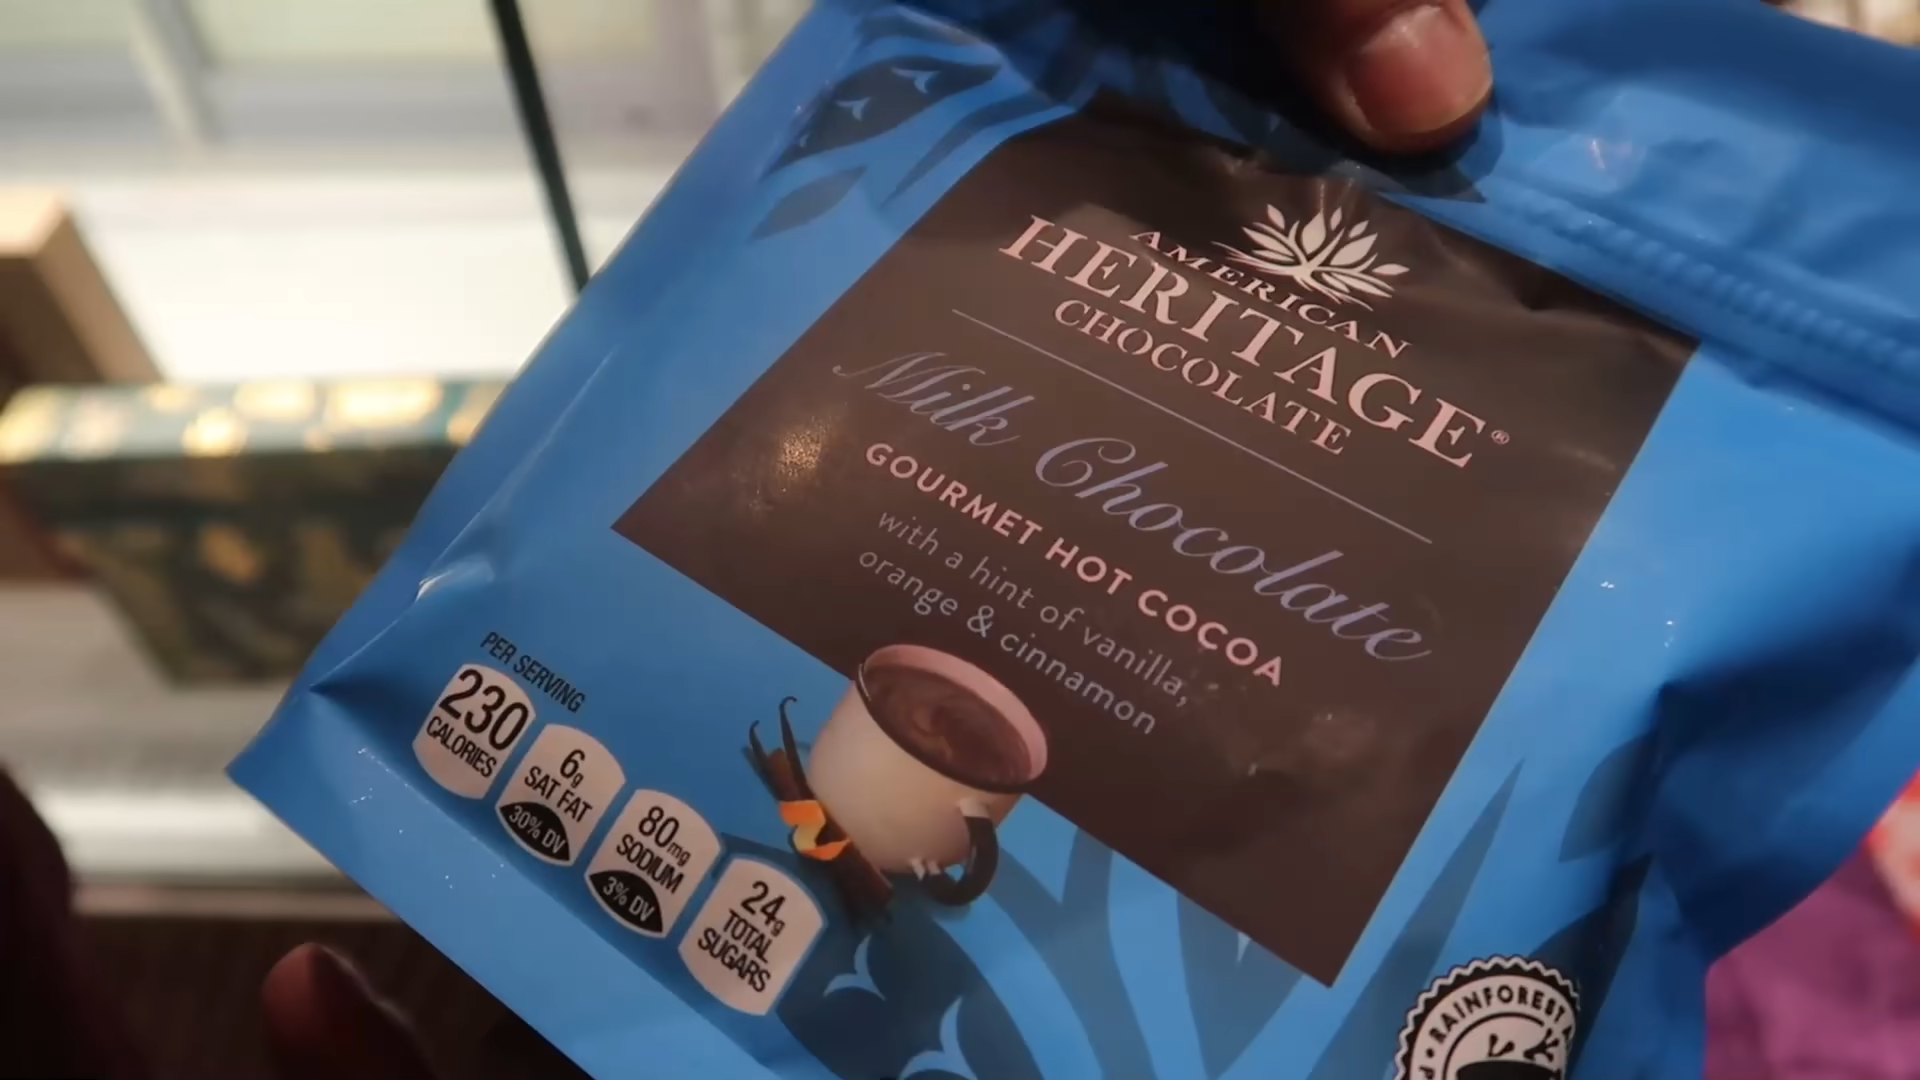 AMERICAN
HERITAGE®
CHOCOLATE
Milk Chocolate
GOURMET HOT COCOA
with a hint of vanilla,
orange & cinnamon
PER SERVING
230
CALORIES
6g
SAT FAT
30% DV
80mg
SODIUM
3% DV
24g
TOTAL
SUGARS
RAINFOREST